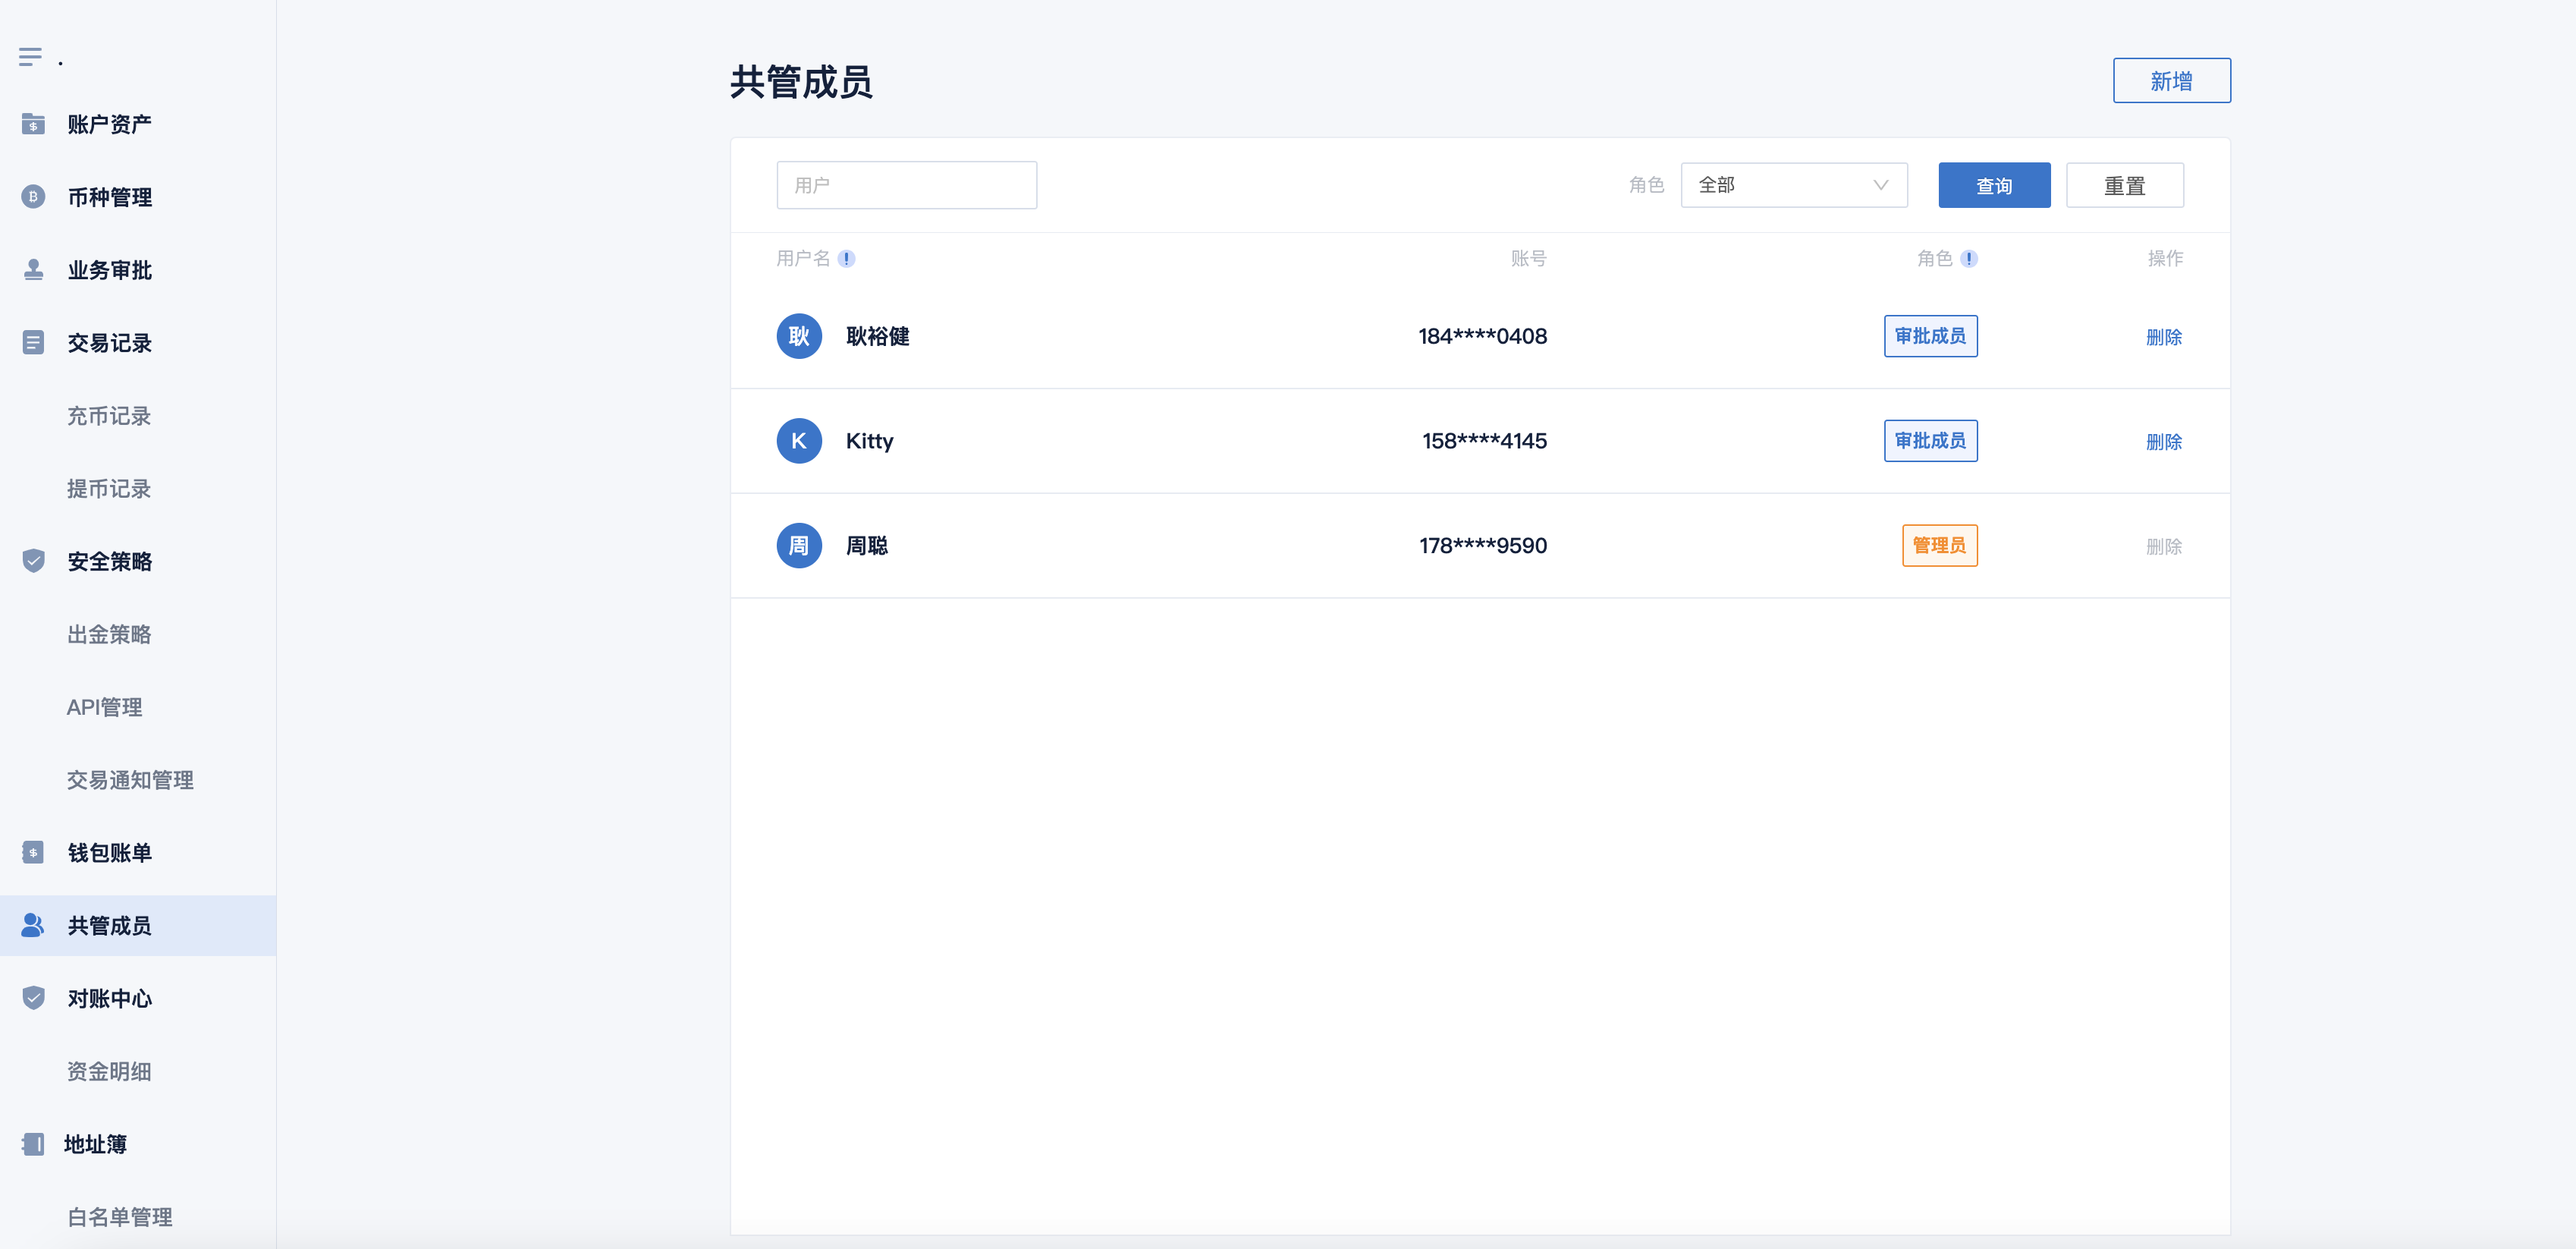 .
账户资产
币种管理
业务审批
交易记录
充币记录
提币记录
安全策略
出金策略
API管理
交易通知管理
钱包账单
共管成员
对账中心
资金明细
地址簿
白名单管理
共管成员
新增
用户
角色 全部 查询 重置
用户名 账号 角色 操作
耿 耿裕健 184****0408 审批成员 删除
K Kitty 158****4145 审批成员 删除
周 周聪 178****9590 管理员 删除